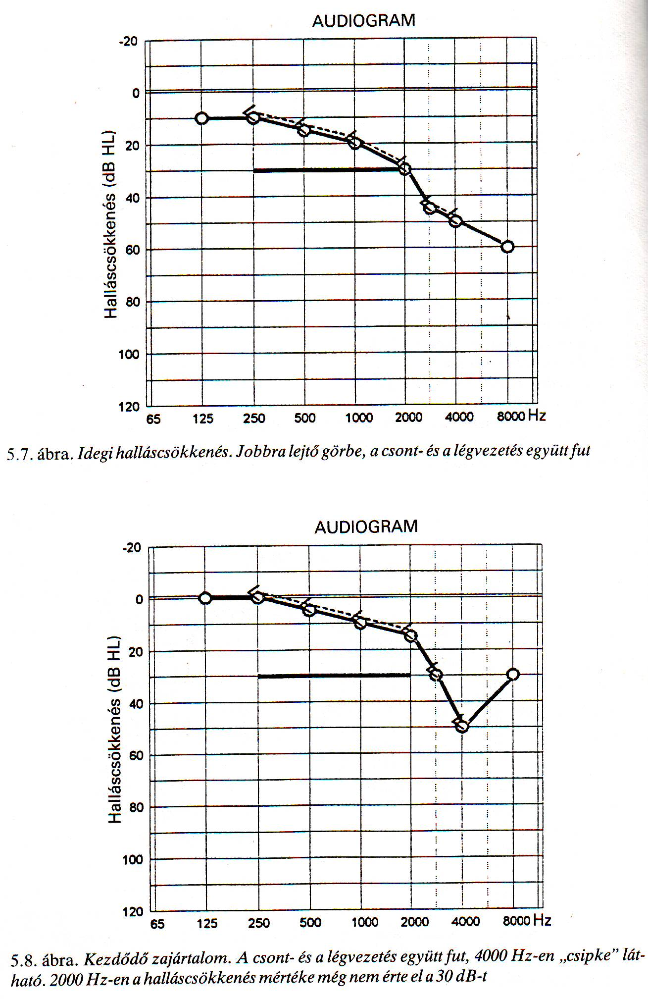 AUDIOGRAM
-20
0
20
40
60
80
100
120
Halláscsökkenés (dB HL)
65 125 250 500 1000 2000 4000 8000 Hz
5.7. ábra. Idegi halláscsökkenés. Jobbra lejtő görbe, a csont- és a légvezetés együtt fut
AUDIOGRAM
-20
0
20
40
60
80
100
120
Halláscsökkenés (dB HL)
65 125 250 500 1000 2000 4000 8000 Hz
5.8. ábra. Kezdődő zajártalom. A csont- és a légvezetés együtt fut, 4000 Hz-en „csipke” lát-
ható. 2000 Hz-en a halláscsökkenés mértéke még nem érte el a 30 dB-t